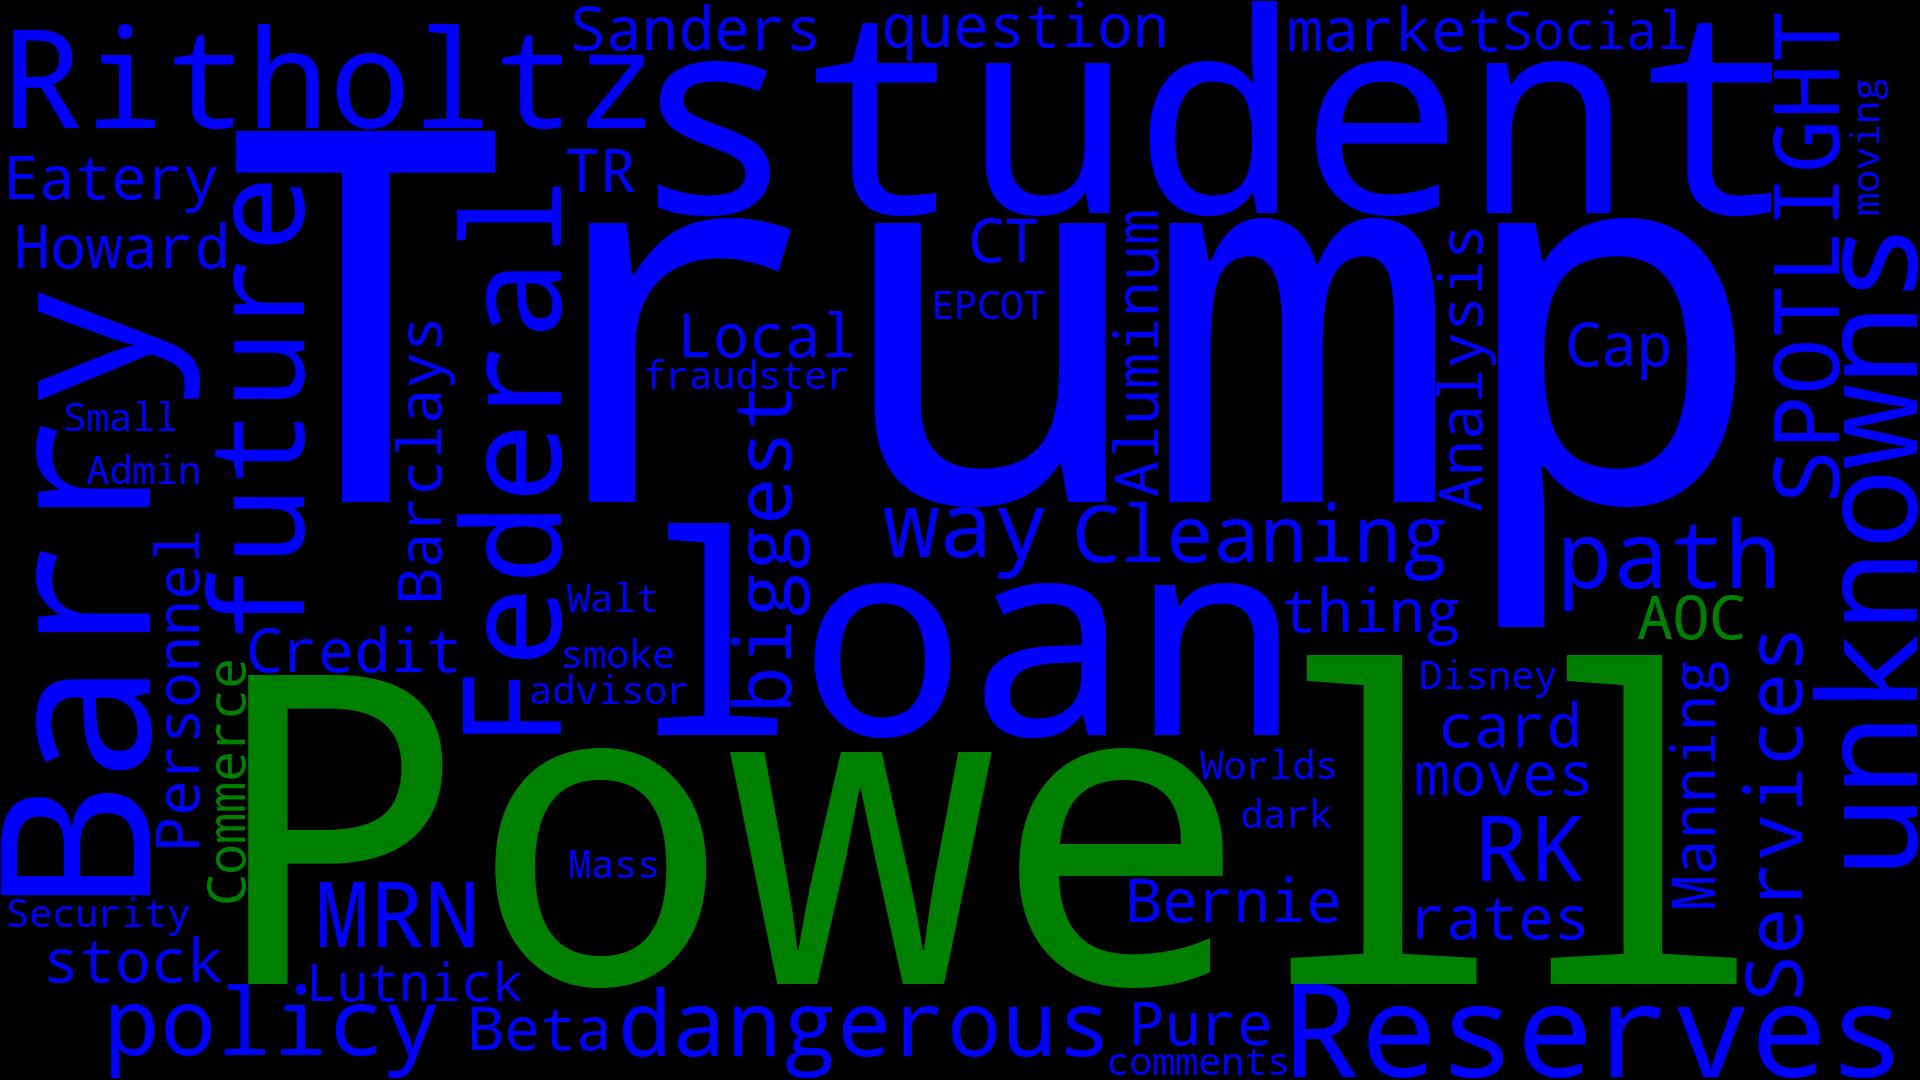 Sanders question market Social
Ritholtz student SPOTLIGHT moving
Eatery TR
Trump
Howard CT
future Federal Aluminum Analysis unknowns
EPCOT
Local Cap
Barry Barclays fraudster
Small biggest
Admin
way Cleaning path
Personnel loan
Walt thing AOC
Credit smoke Disney Services
Commerce advisor Manning
Powell card
Worlds moves
dark
Mass RK
MRN Bernie rates
Security
stock Lutnick
policy Beta dangerous Pure Reserves
comments